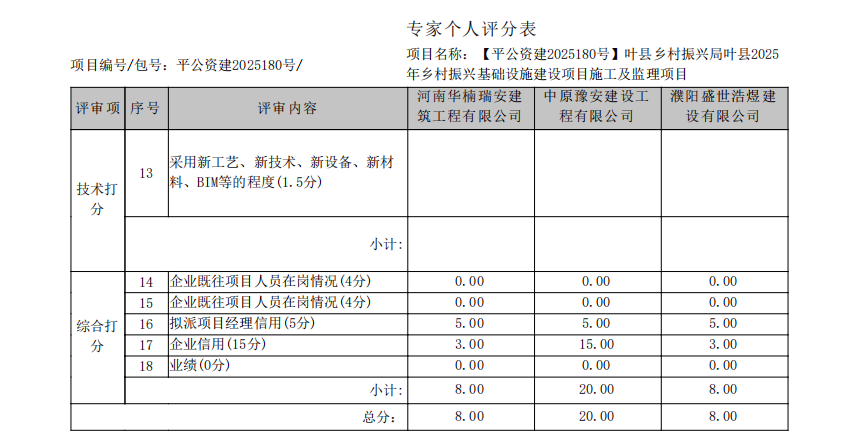 专家个人评分表
项目编号/包号：平公资建2025180号/
项目名称：【平公资建2025180号】叶县乡村振兴局叶县2025
年乡村振兴基础设施建设项目施工及监理项目
评审项 序号 评审内容 河南华楠瑞安建筑工程有限公司 中原豫安建设工程有限公司 濮阳盛世浩煜建设有限公司
技术打分
13 采用新工艺、新技术、新设备、新材
料、BIM等的程度(1.5分)
小计:
综合打分
14 企业既往项目人员在岗情况(4分) 0.00 0.00 0.00
15 企业既往项目人员在岗情况(4分) 0.00 0.00 0.00
16 拟派项目经理信用(5分) 5.00 5.00 5.00
17 企业信用(15分) 3.00 15.00 3.00
18 业绩(0分) 0.00 0.00 0.00
小计: 8.00 20.00 8.00
总分: 8.00 20.00 8.00